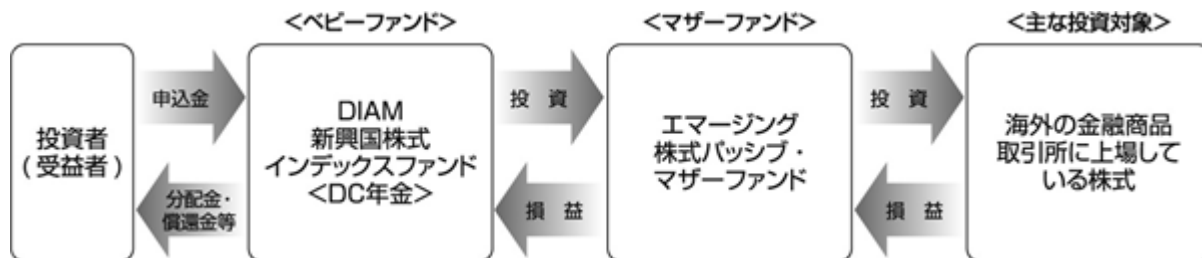 <ベビーファンド>
<マザーファンド>
<主な投資対象>
投資者
(受益者)
申込金
分配金・
償還金等
DIAM
新興国株式
インデックスファンド
<DC年金>
投 資
損 益
エマージング
株式パッシブ・
マザーファンド
投 資
損 益
海外の金融商品
取引所に上場して
いる株式